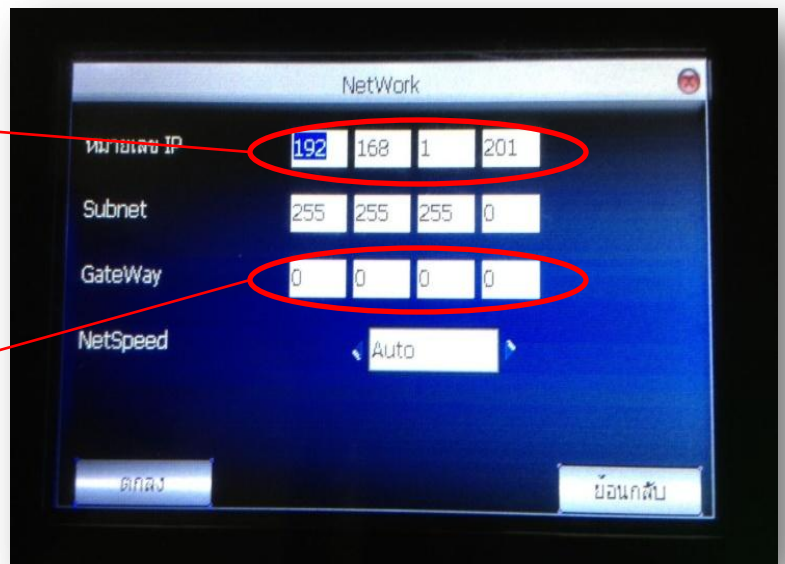 NetWork
หมายเลข IP 192 168 1 201
Subnet 255 255 255 0
GateWay 0 0 0 0
NetSpeed Auto
ตกลง ย้อนกลับ